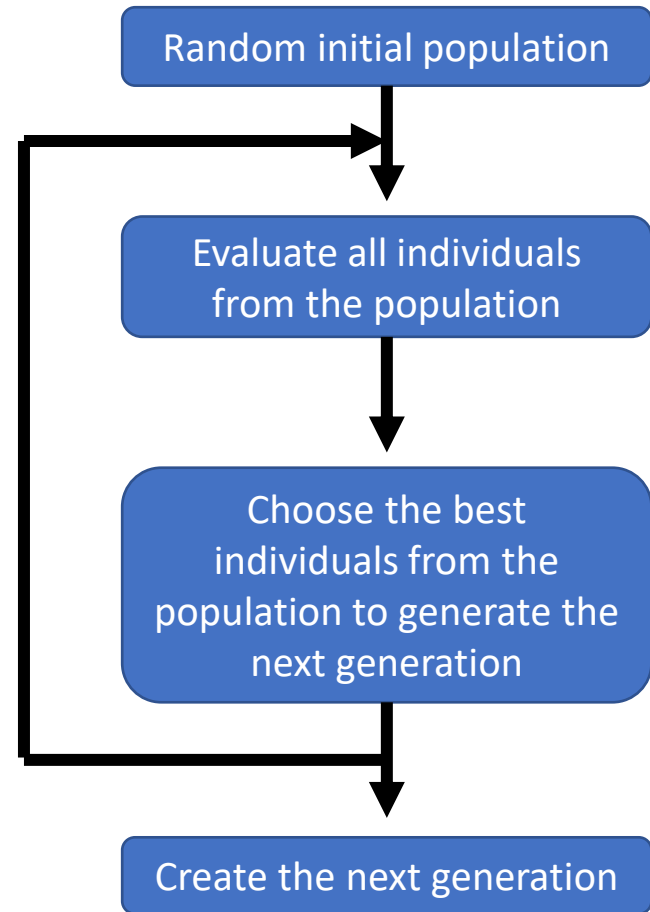 Random initial population
Evaluate all individuals
from the population
Choose the best
individuals from the
population to generate the
next generation
Create the next generation